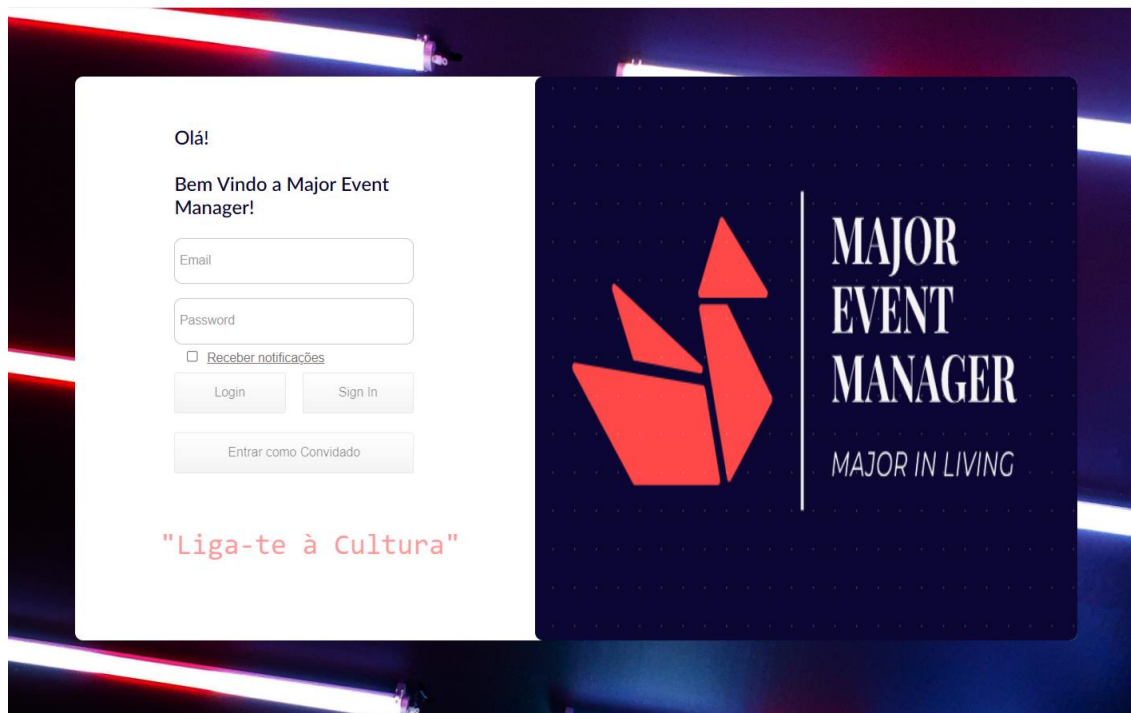 Olá!
Bem Vindo a Major Event
Manager!
Email
Password
Receber notificações
Login
Sign In
Entrar como Convidado
"Liga-te à Cultura"
MAJOR
EVENT
MANAGER
MAJOR IN LIVING